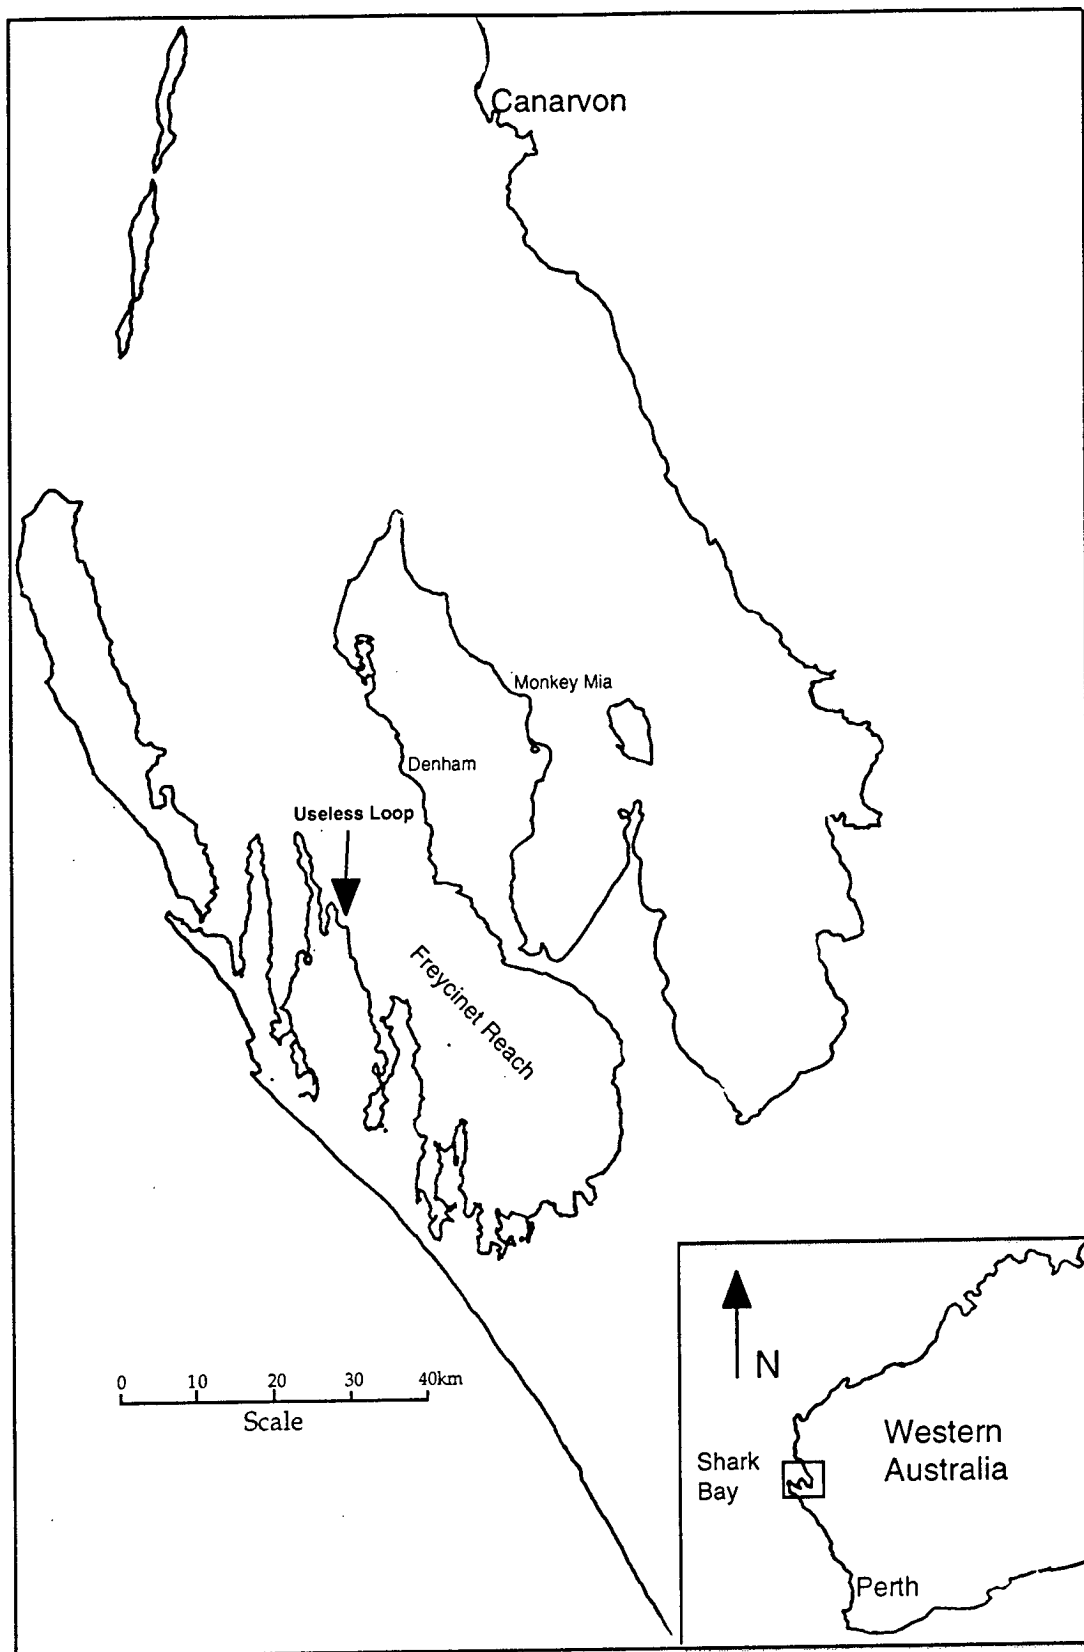 Canarvon
Monkey Mia
Denham
Useless Loop
Freycinet Reach
0 10 20 30 40km
Scale
N
Western
Australia
Shark
Bay
Perth